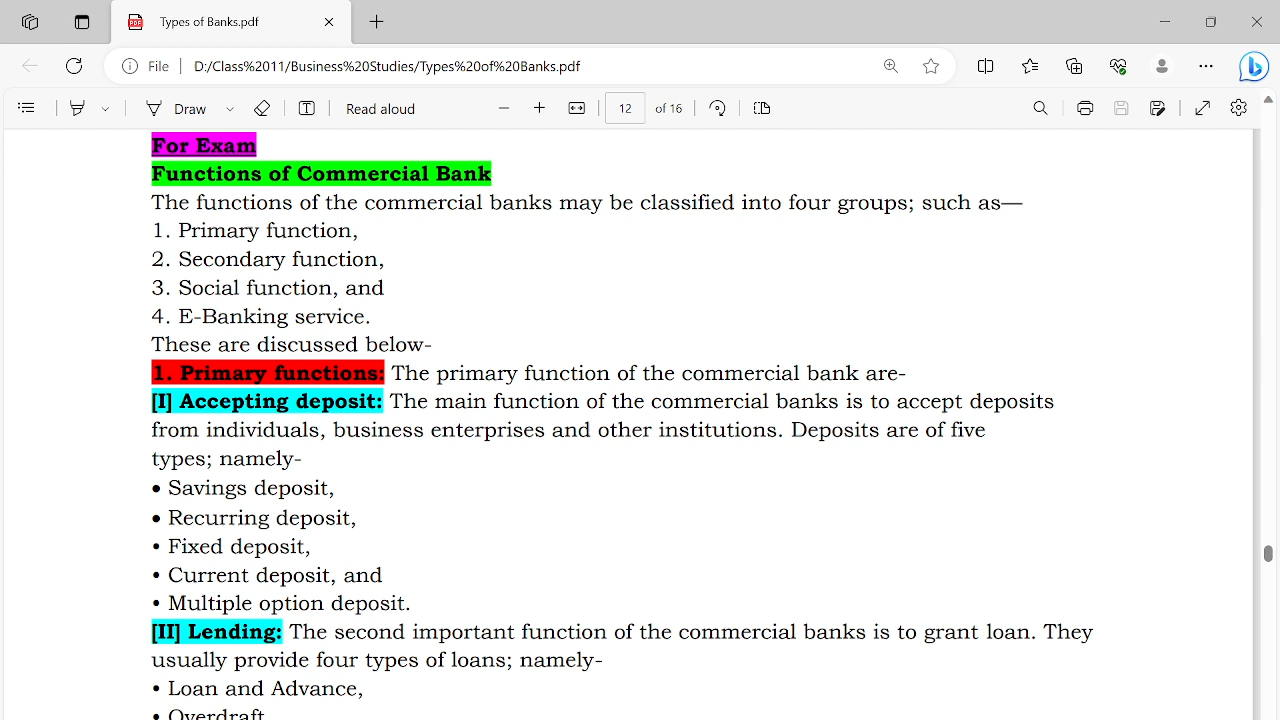 Types of Banks.pdf
File D:/Class%2011/Business%20Studies/Types%20of%20Bank.pdf
Draw Read aloud 12 of 16
For Exam
Functions of Commercial Bank
The functions of the commercial banks may be classified into four groups; such as—
1. Primary function,
2. Secondary function,
3. Social function, and
4. E-Banking service.
These are discussed below-
1. Primary functions: The primary function of the commercial bank are-
[I] Accepting deposit: The main function of the commercial banks is to accept deposits
from individuals, business enterprises and other institutions. Deposits are of five
types; namely-
• Savings deposit,
• Recurring deposit,
• Fixed deposit,
• Current deposit, and
• Multiple option deposit.
[II] Lending: The second important function of the commercial banks is to grant loan. They
usually provide four types of loans; namely-
• Loan and Advance,
• Overdraft